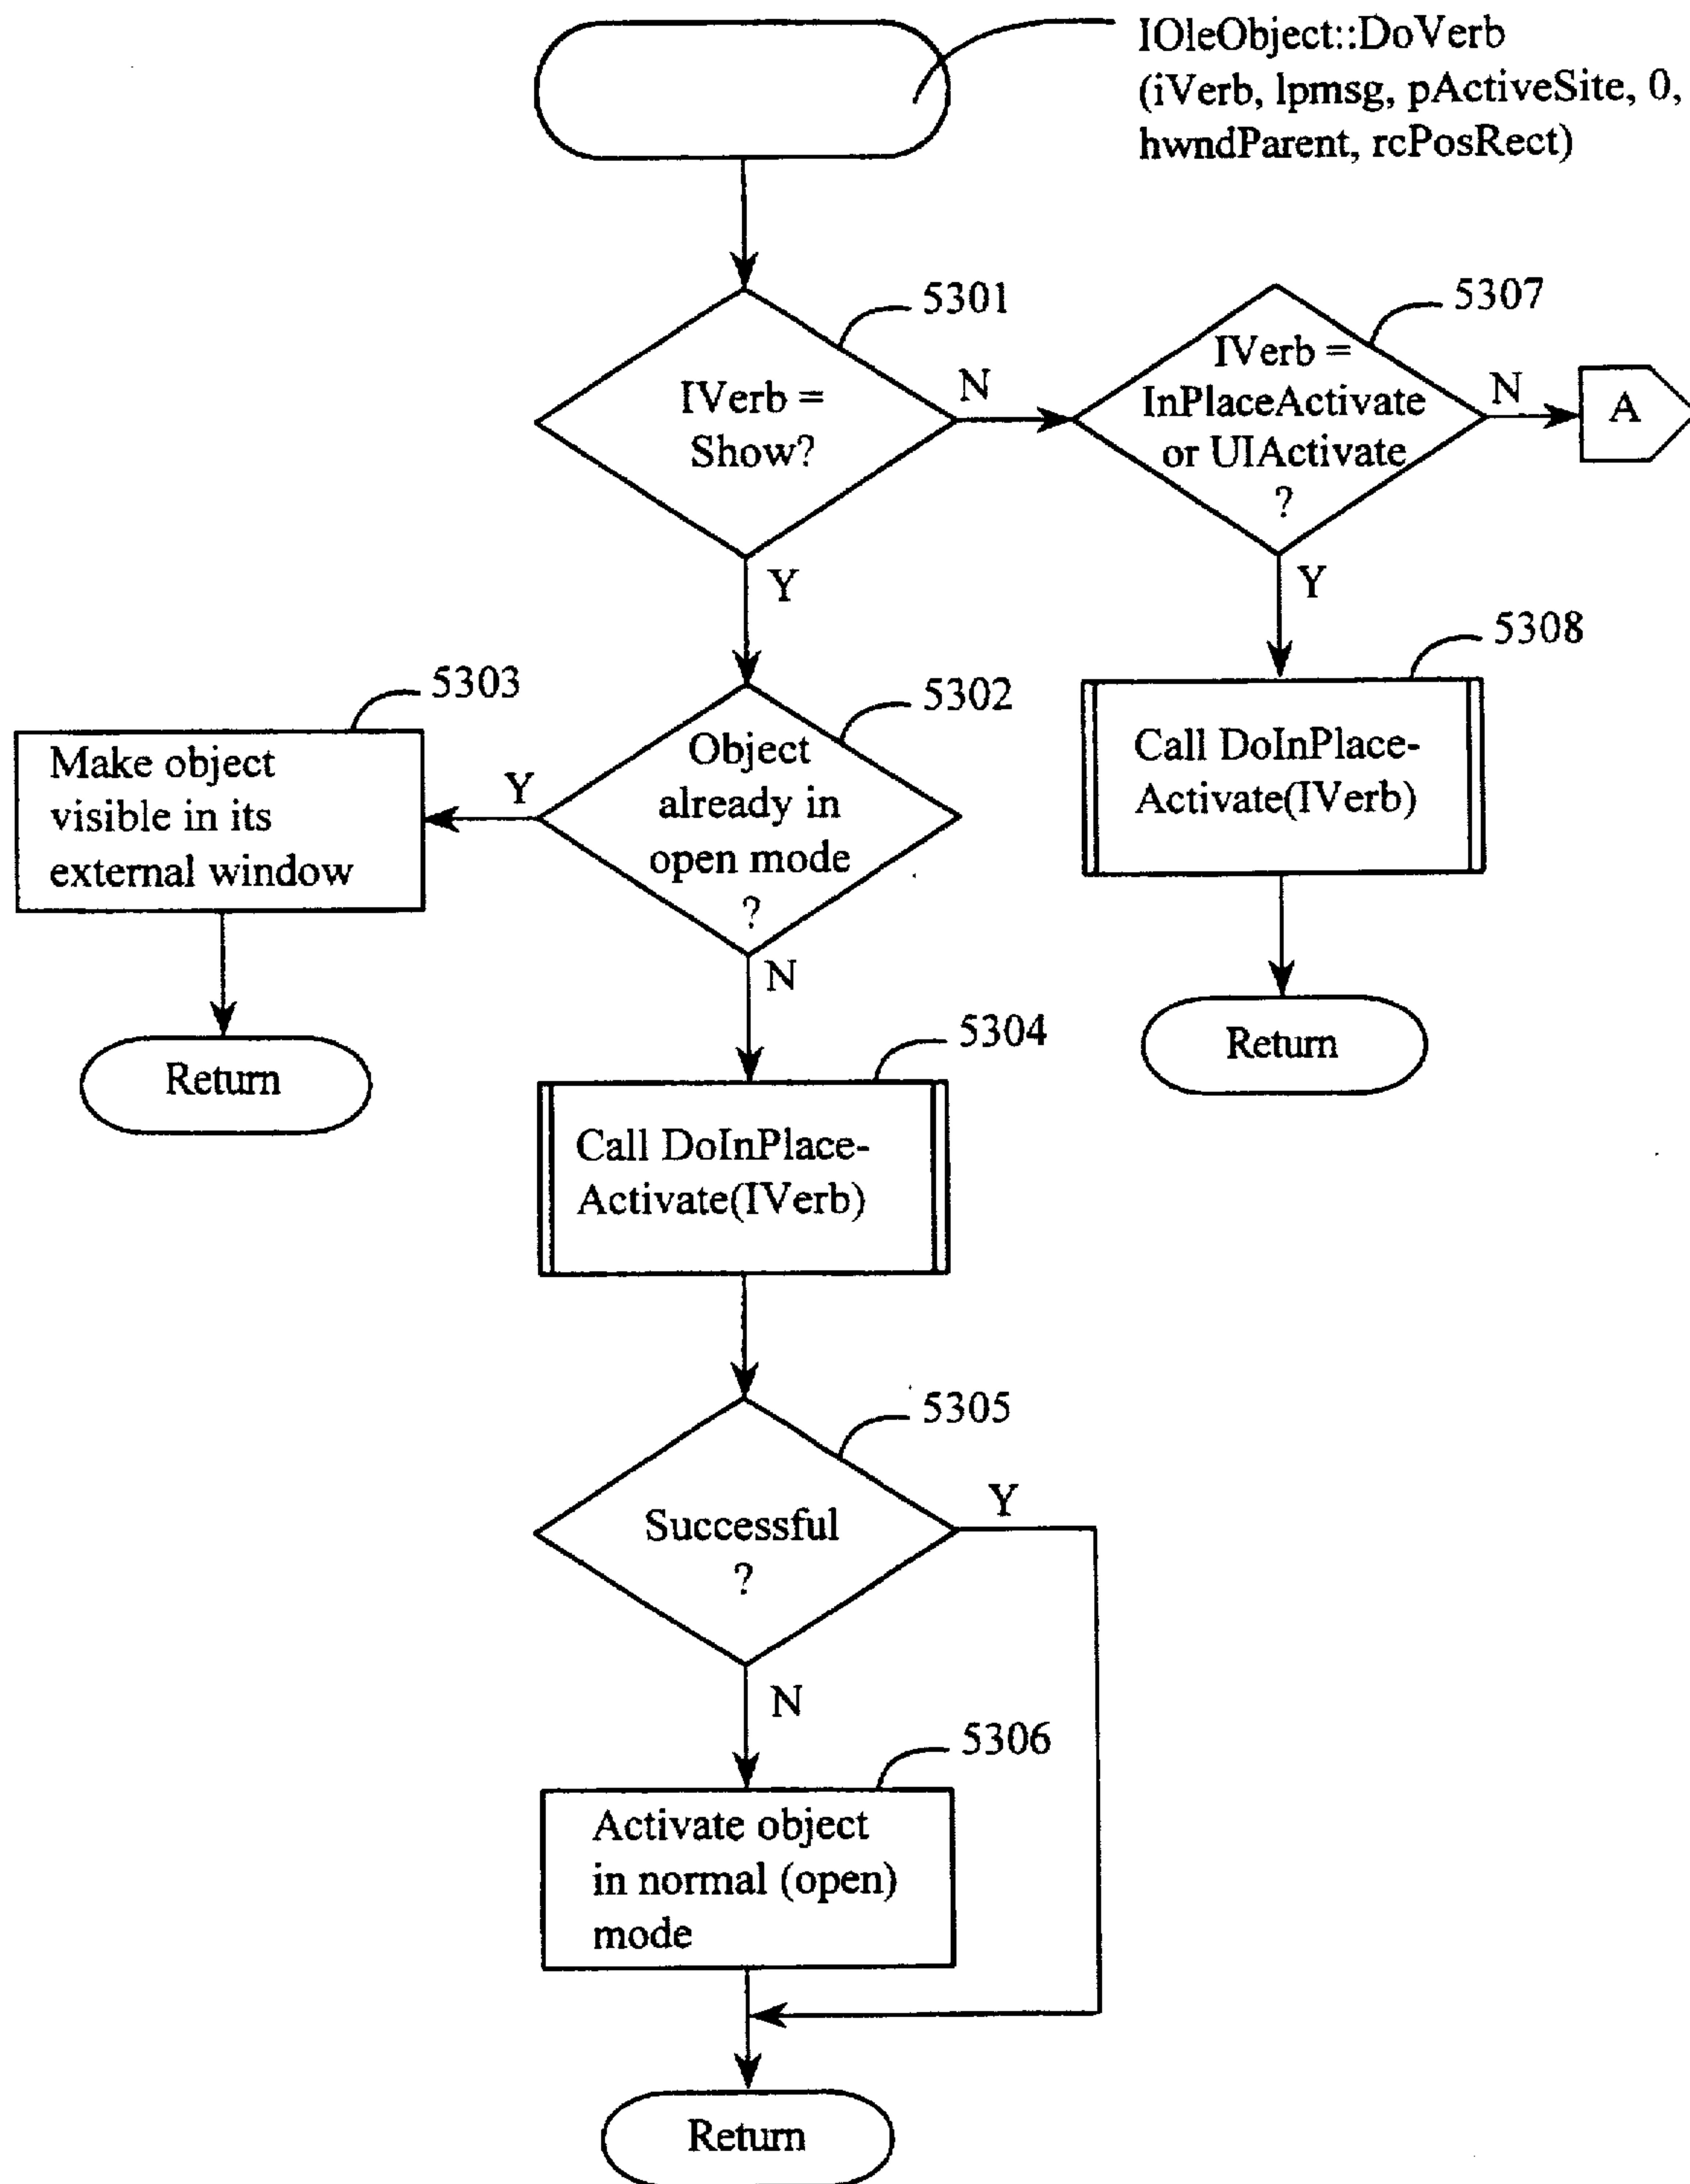 IOleObject::DoVerb
(iVerb, lpmsg, pActiveSite, 0,
hwndParent, rcPosRect)
5301
IVerb =
Show?
N
Y
5307
IVerb =
InPlaceActivate
or UIActivate
?
N
A
Y
5308
Call DoInPlace-
Activate(IVerb)
Return
5302
Object
already in
open mode
?
Y
N
5303
Make object
visible in its
external window
Return
5304
Call DoInPlace-
Activate(IVerb)
5305
Successful
?
Y
N
5306
Activate object
in normal (open)
mode
Return